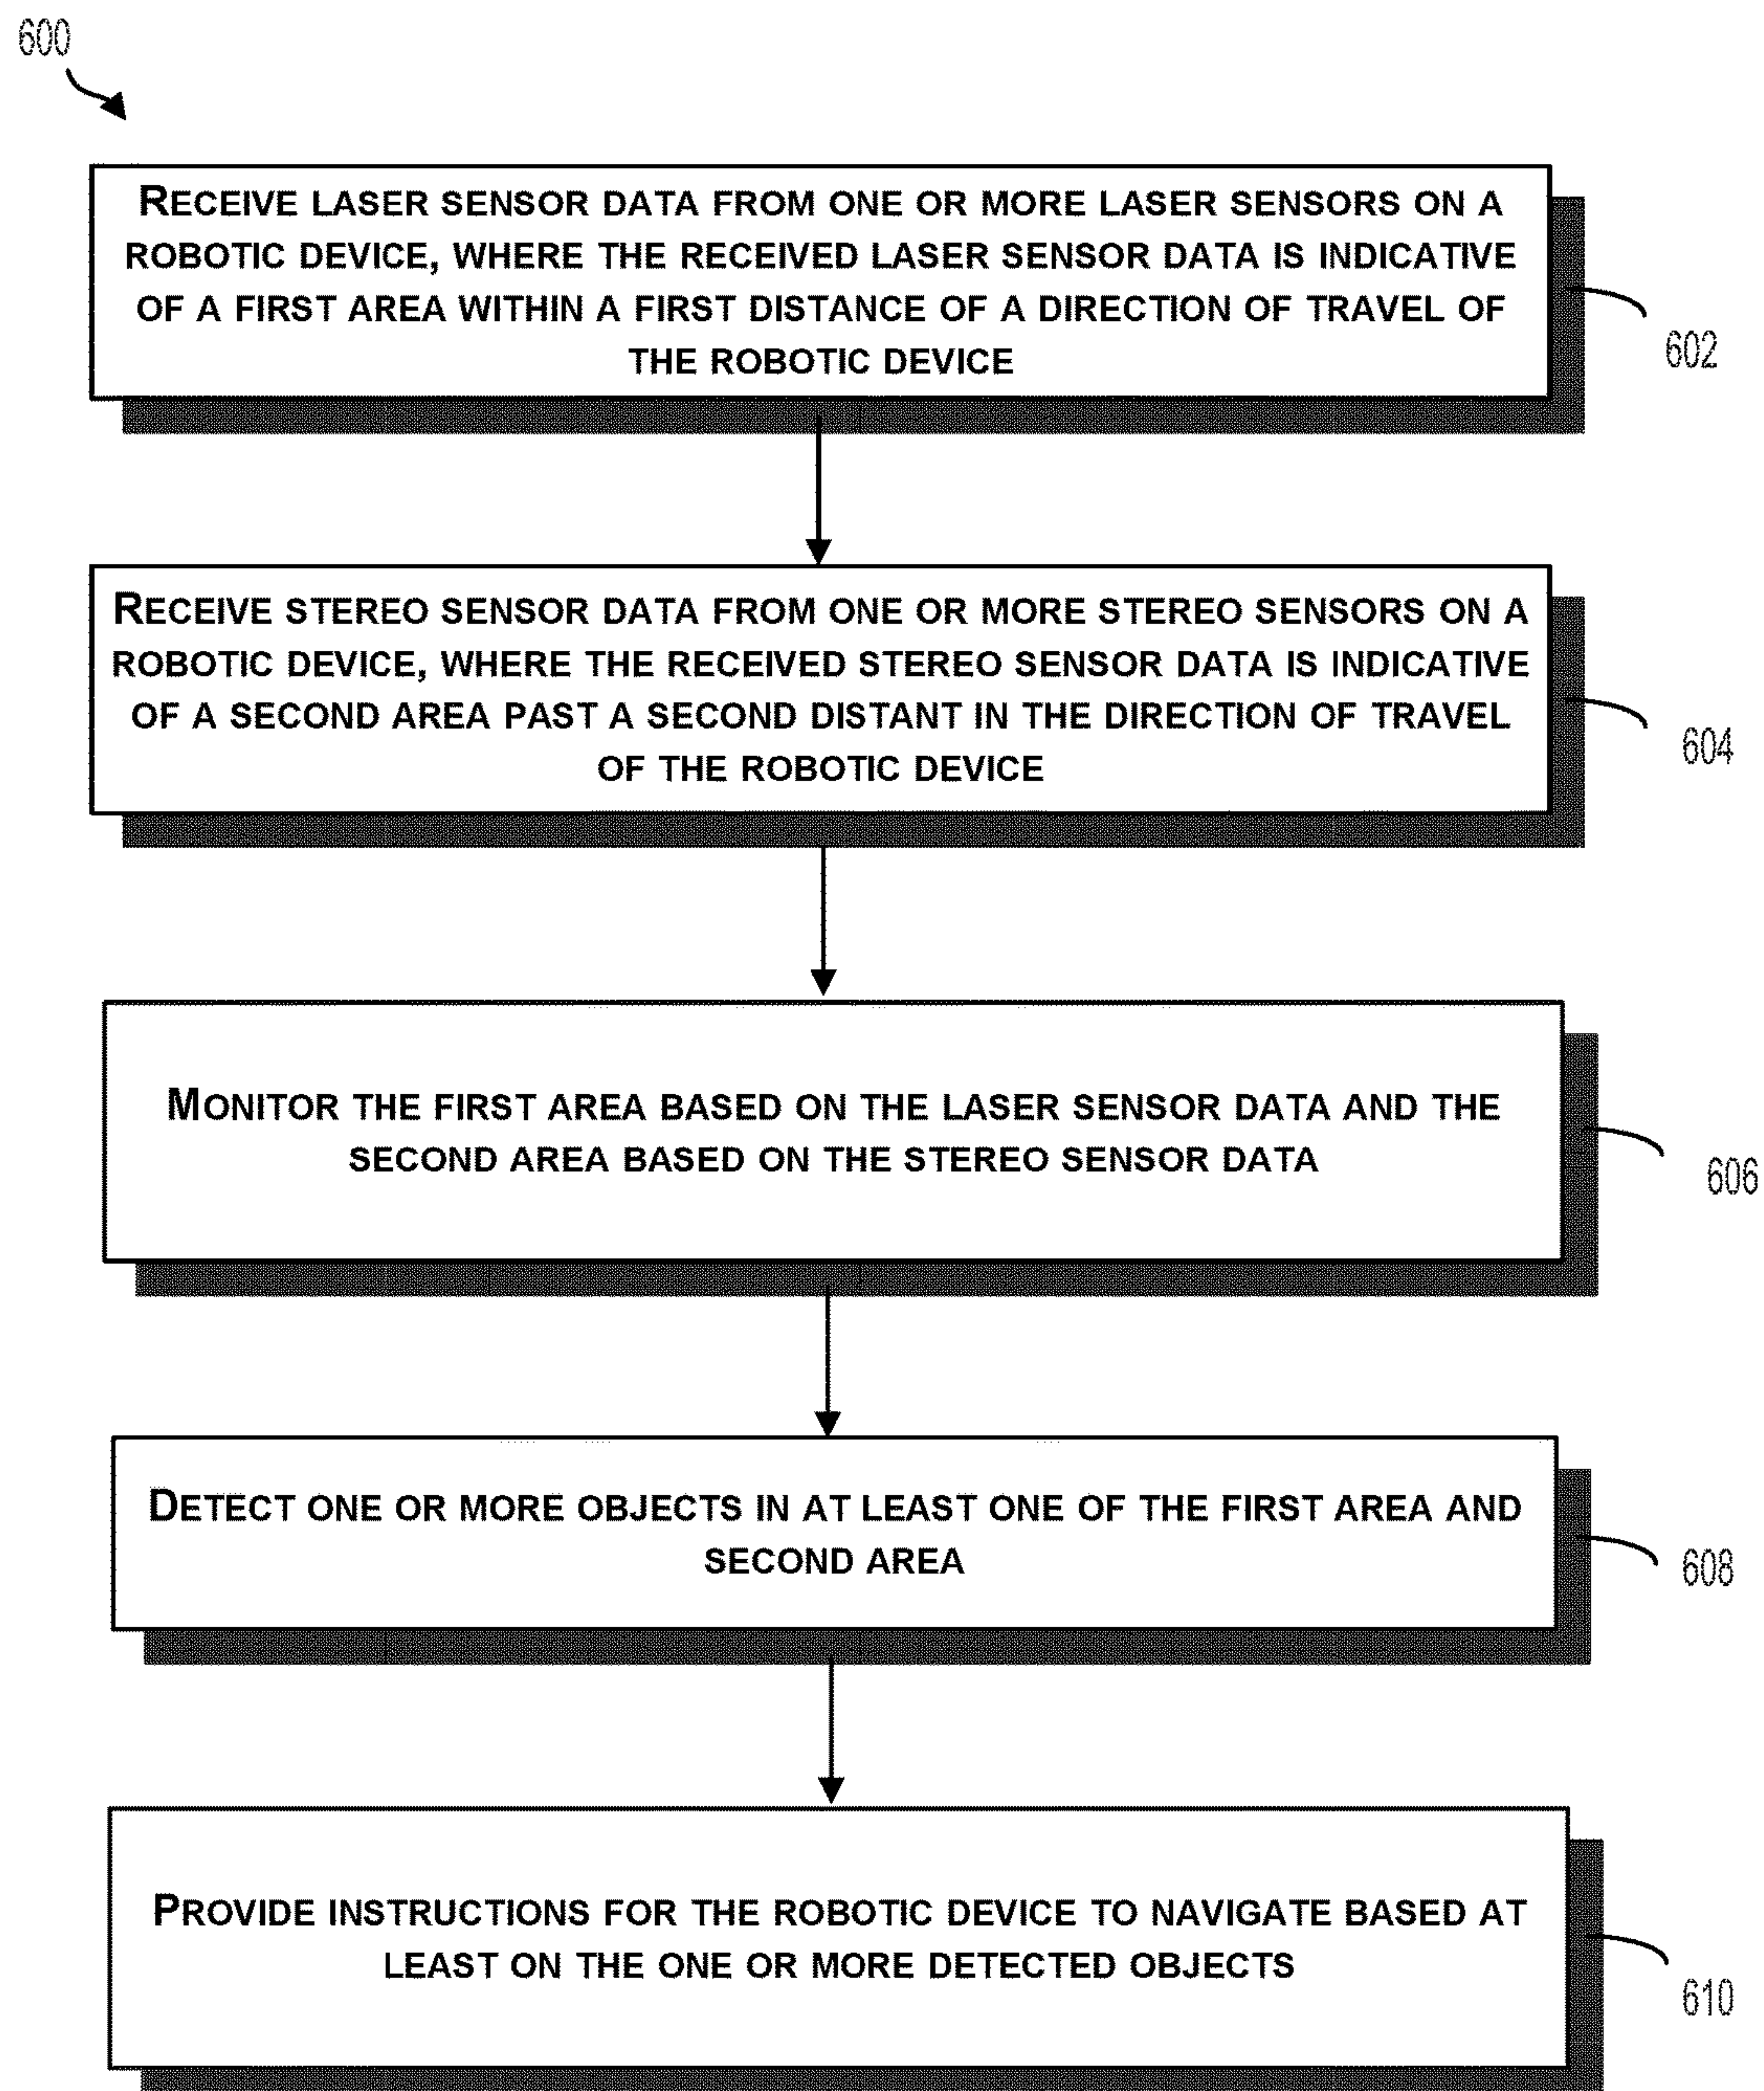 600
RECEIVE LASER SENSOR DATA FROM ONE OR MORE LASER SENSORS ON A
ROBOTIC DEVICE, WHERE THE RECEIVED LASER SENSOR DATA IS INDICATIVE
OF A FIRST AREA WITHIN A FIRST DISTANCE OF A DIRECTION OF TRAVEL OF
THE ROBOTIC DEVICE
602
RECEIVE STEREO SENSOR DATA FROM ONE OR MORE STEREO SENSORS ON A
ROBOTIC DEVICE, WHERE THE RECEIVED STEREO SENSOR DATA IS INDICATIVE
OF A SECOND AREA PAST A SECOND DISTANT IN THE DIRECTION OF TRAVEL
OF THE ROBOTIC DEVICE
604
MONITOR THE FIRST AREA BASED ON THE LASER SENSOR DATA AND THE
SECOND AREA BASED ON THE STEREO SENSOR DATA
606
DETECT ONE OR MORE OBJECTS IN AT LEAST ONE OF THE FIRST AREA AND
SECOND AREA
608
PROVIDE INSTRUCTIONS FOR THE ROBOTIC DEVICE TO NAVIGATE BASED AT
LEAST ON THE ONE OR MORE DETECTED OBJECTS
610